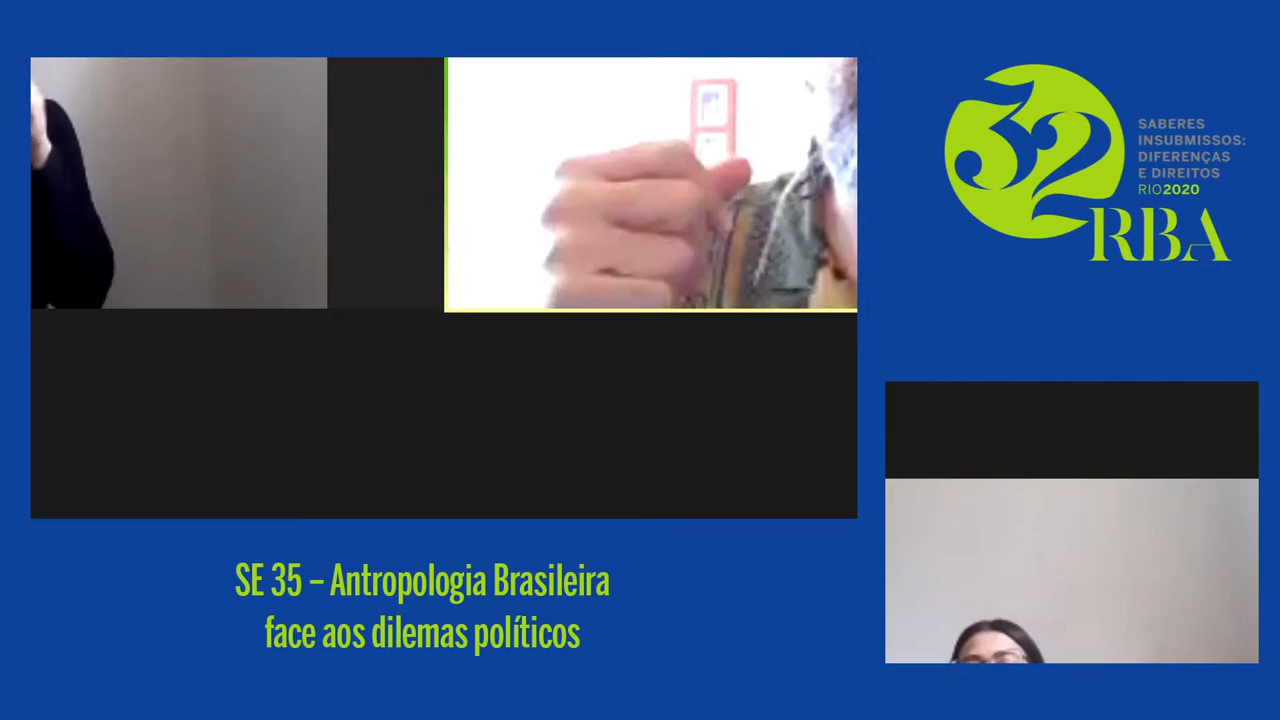 32
RBA
SABERES
INSUBMISSOS:
DIFERENÇAS
E DIREITOS
RIO2020
SE 35 – Antropologia Brasileira
face aos dilemas políticos